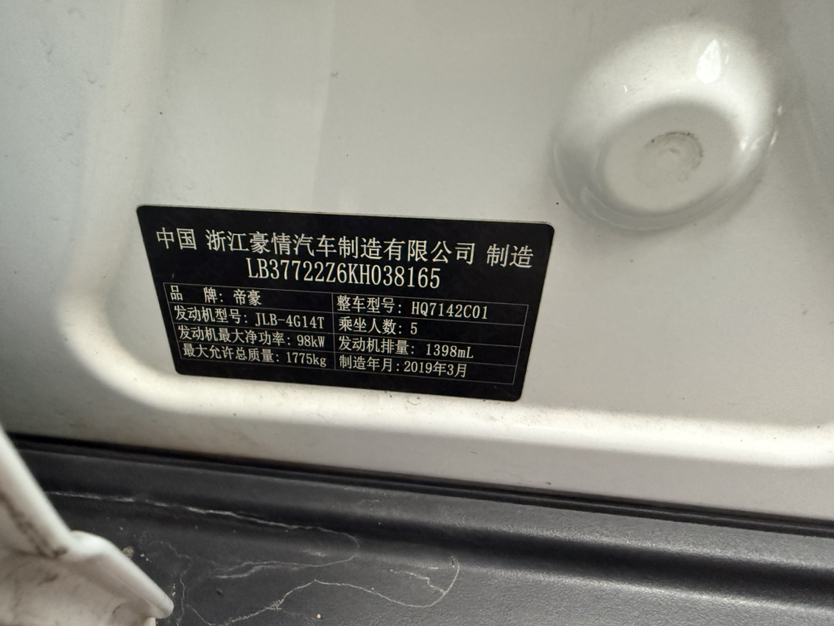 中国 浙江豪情汽车制造有限公司 制造
LB37722Z6KH038165
品 牌: 帝豪 整车型号: HQ7142C01
发动机型号: JLB-4G14T 乘坐人数: 5
发动机最大净功率: 98kW 发动机排量: 1398mL
最大允许总质量: 1775kg 制造年月: 2019年3月